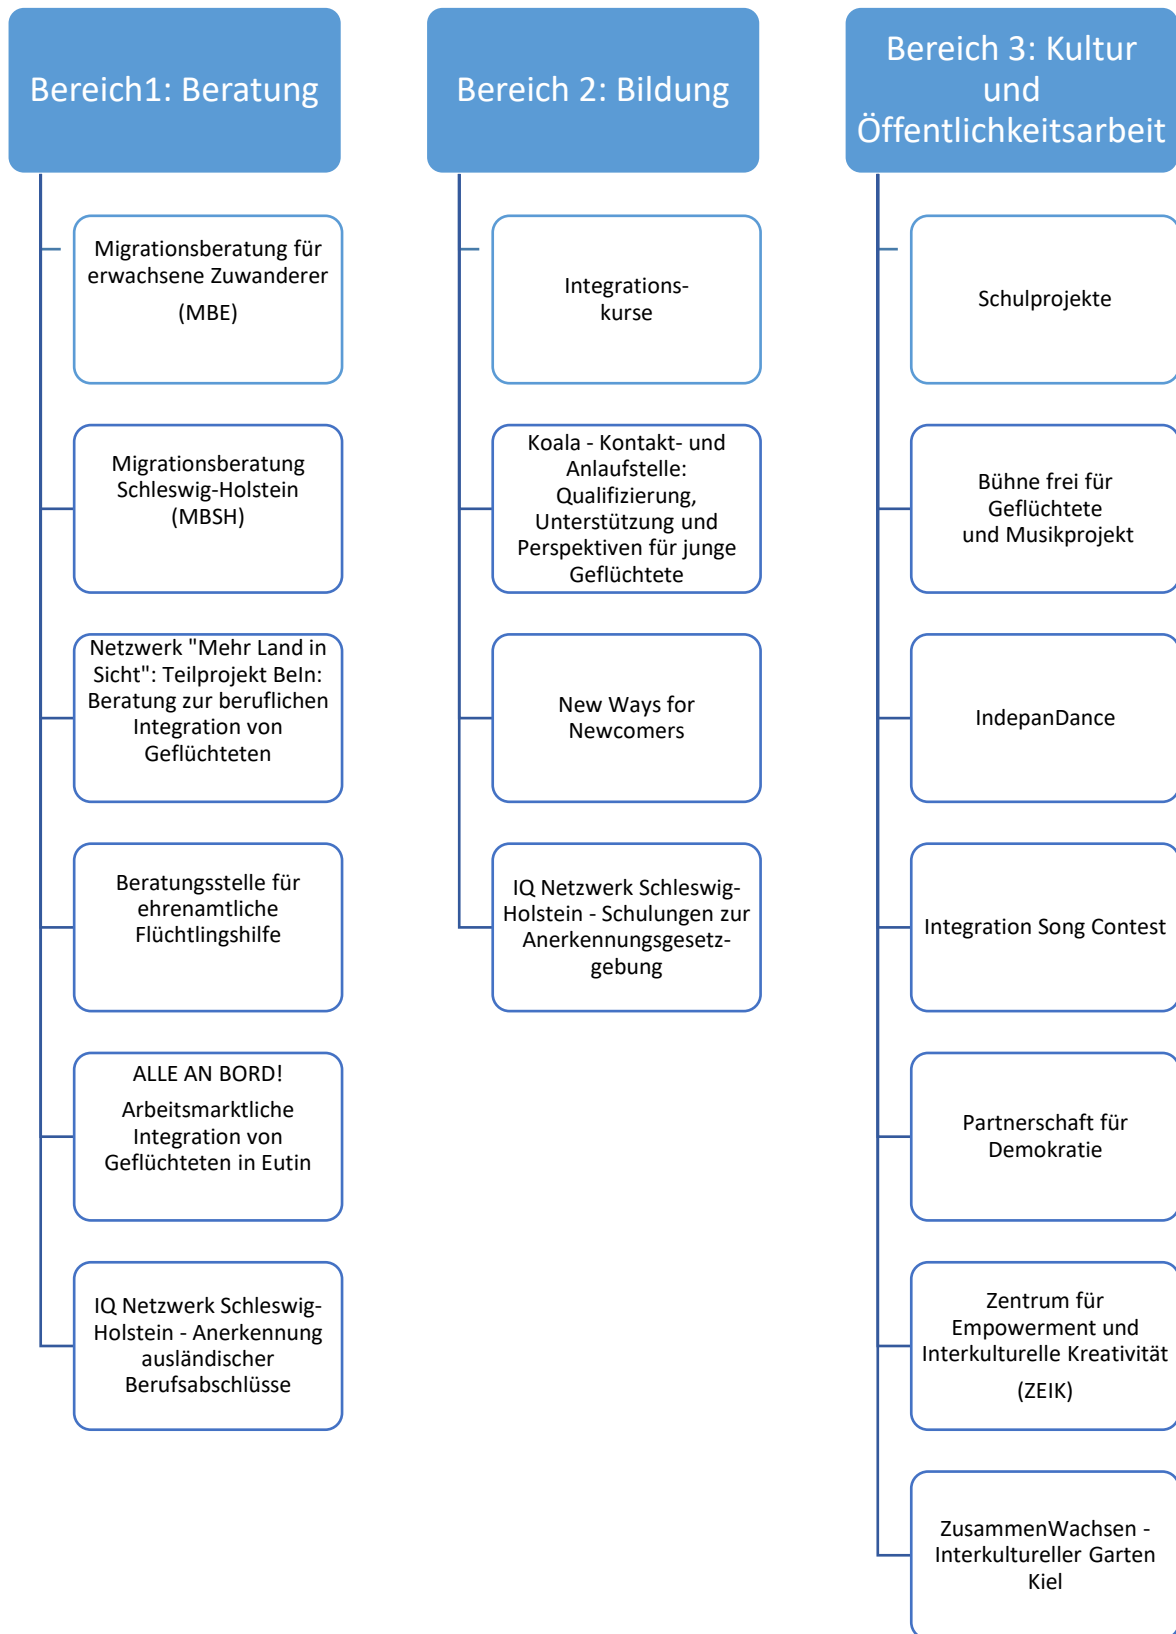 Bereich1: Beratung
Migrationsberatung für
erwachsene Zuwanderer
(MBE)
Migrationsberatung
Schleswig-Holstein
(MBSH)
Netzwerk "Mehr Land in
Sicht": Teilprojekt BeIn:
Beratung zur beruflichen
Integration von
Geflüchteten
Beratungsstelle für
ehrenamtliche
Flüchtlingshilfe
ALLE AN BORD!
Arbeitsmarktliche
Integration von
Geflüchteten in Eutin
IQ Netzwerk Schleswig-
Holstein - Anerkennung
ausländischer
Berufsabschlüsse
Bereich 2: Bildung
Integrations-
kurse
Koala - Kontakt- und
Anlaufstelle:
Qualifizierung,
Unterstützung und
Perspektiven für junge
Geflüchtete
New Ways for
Newcomers
IQ Netzwerk Schleswig-
Holstein - Schulungen zur
Anerkennungsgesetz-
gebung
Bereich 3: Kultur
und
Öffentlichkeitsarbeit
Schulprojekte
Bühne frei für
Geflüchtete
und Musikprojekt
IndepanDance
Integration Song Contest
Partnerschaft für
Demokratie
Zentrum für
Empowerment und
Interkulturelle Kreativität
(ZEIK)
ZusammenWachsen -
Interkultureller Garten
Kiel